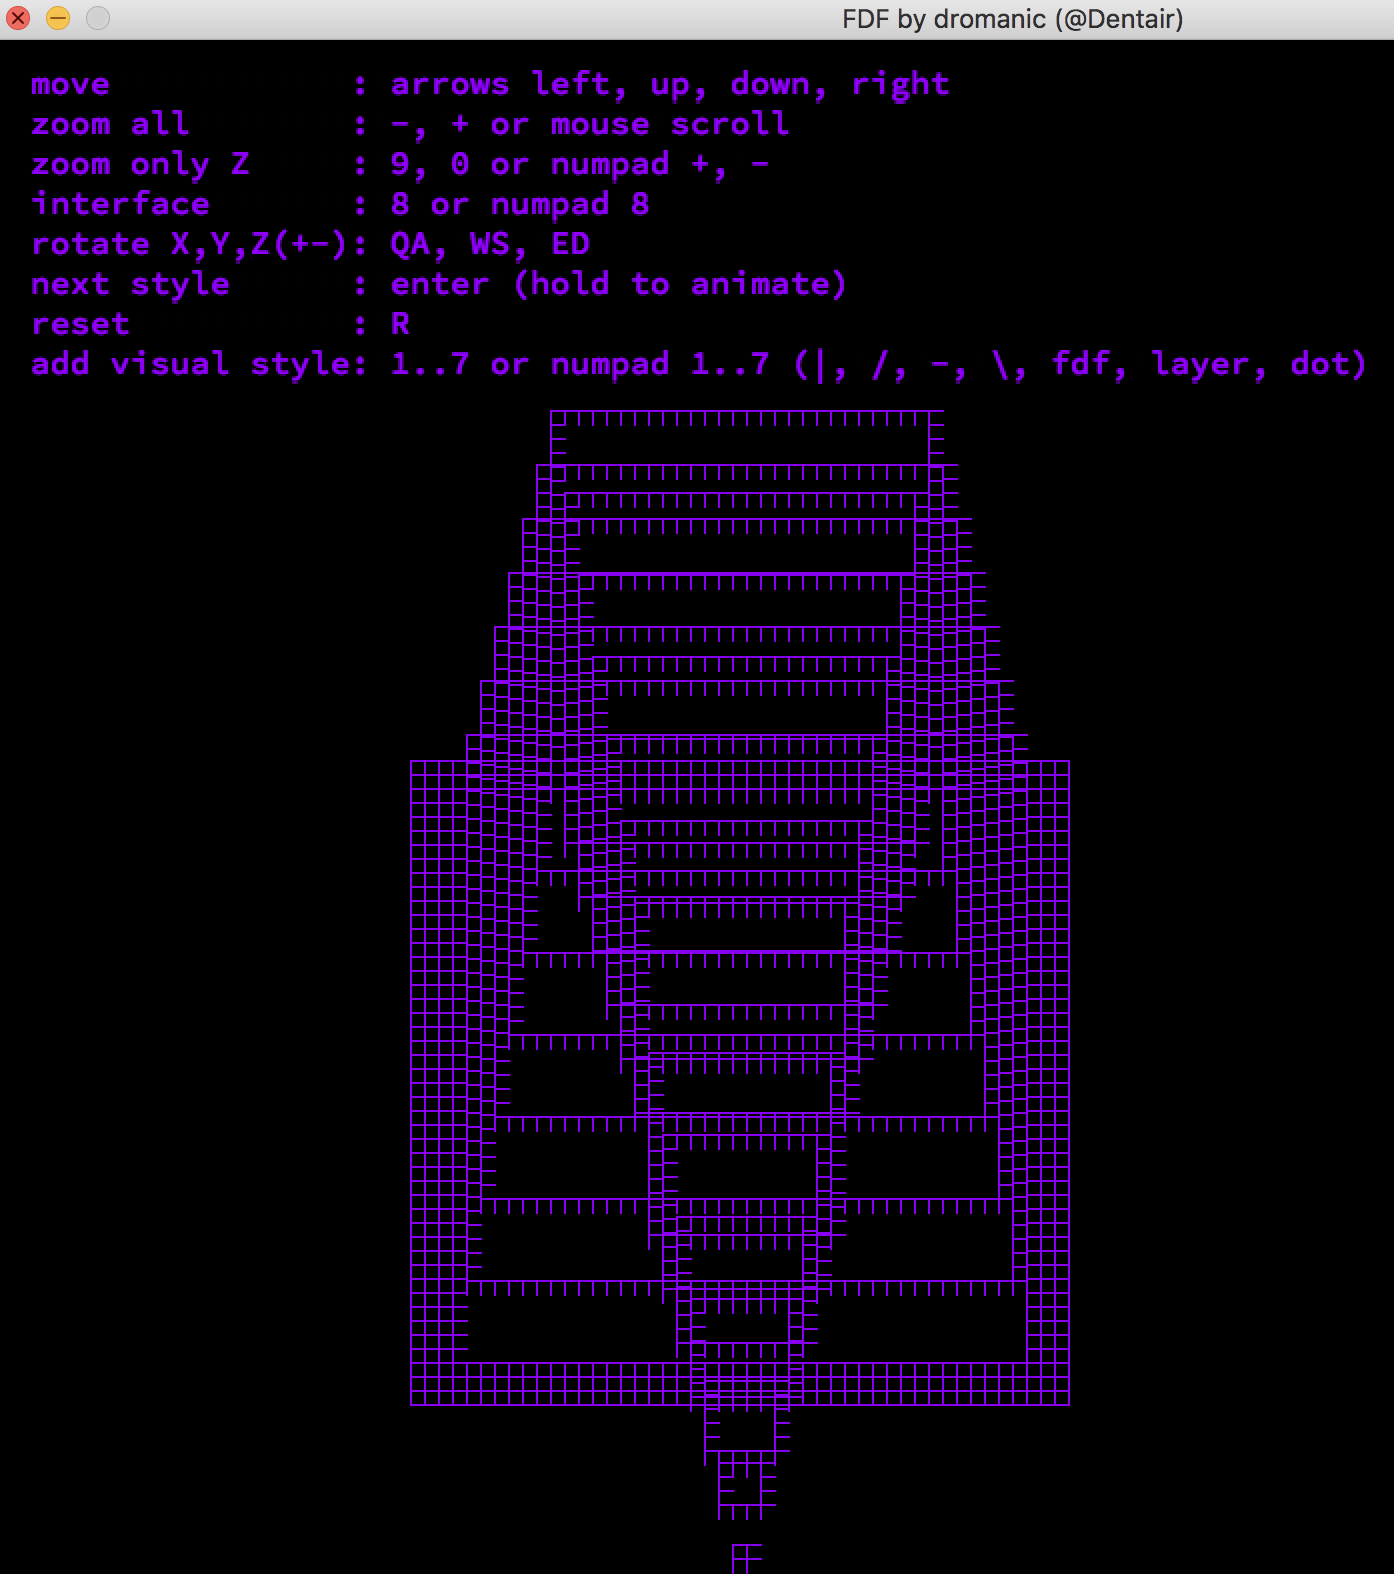 FDF by dromanic (@Dentair)
move : arrows left, up, down, right
zoom all : -, + or mouse scroll
zoom only Z : 9, 0 or numpad +, -
interface : 8 or numpad 8
rotate X,Y,Z(+-): QA, WS, ED
next style : enter (hold to animate)
reset : R
add visual style: 1..7 or numpad 1..7 (|, /, -, \, fdf, layer, dot)